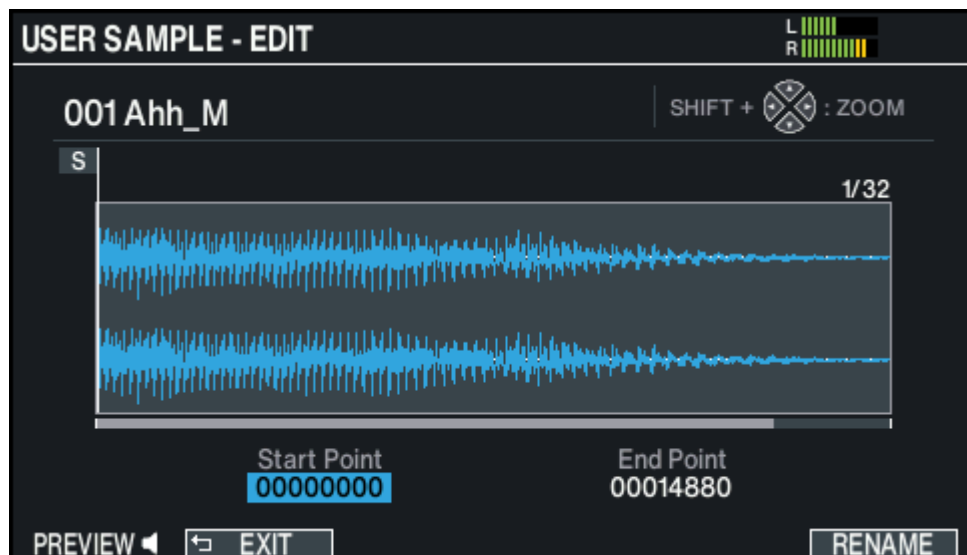 USER SAMPLE - EDIT
L
R
001 Ahh_M
SHIFT + : ZOOM
S
1/32
Start Point
End Point
00000000
00014880
PREVIEW
EXIT
RENAME